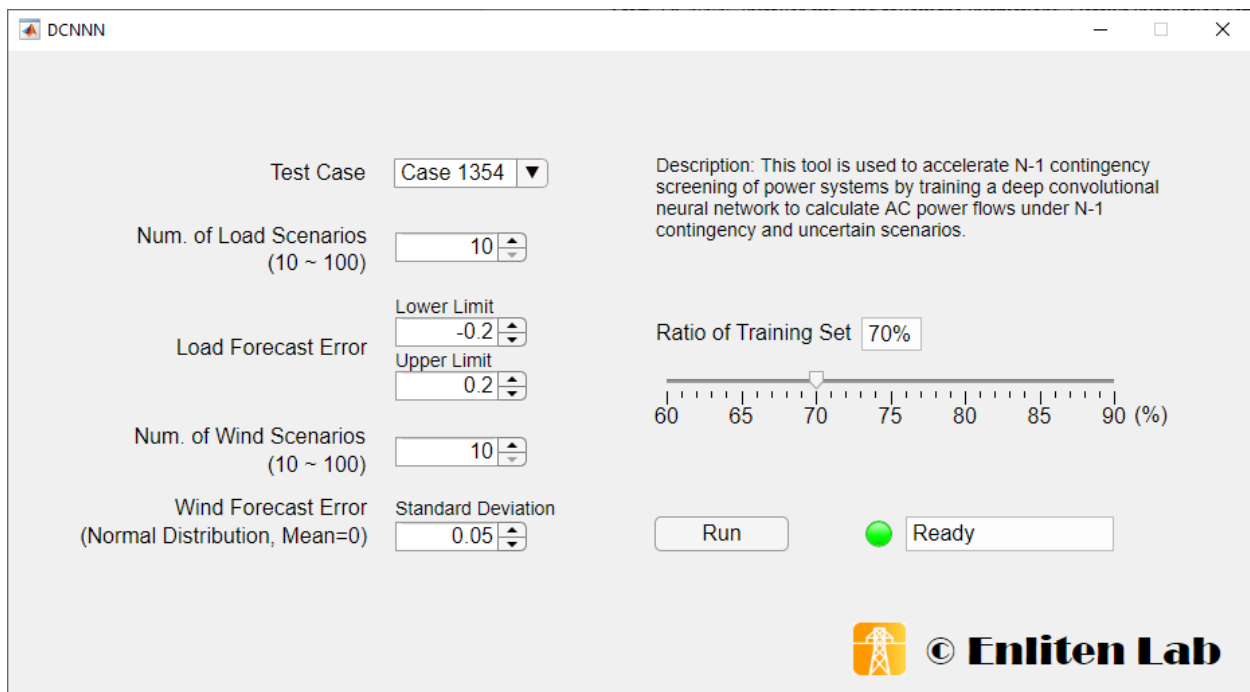 DCNNN
Test Case
Case 1354
Num. of Load Scenarios
(10 ~ 100)
10
Load Forecast Error
Lower Limit
-0.2
Upper Limit
0.2
Num. of Wind Scenarios
(10 ~ 100)
10
Wind Forecast Error
(Normal Distribution, Mean=0)
Standard Deviation
0.05
Description: This tool is used to accelerate N-1 contingency
screening of power systems by training a deep convolutional
neural network to calculate AC power flows under N-1
contingency and uncertain scenarios.
Ratio of Training Set
70%
60 65 70 75 80 85 90 (%)
Run
Ready
© Enliten Lab